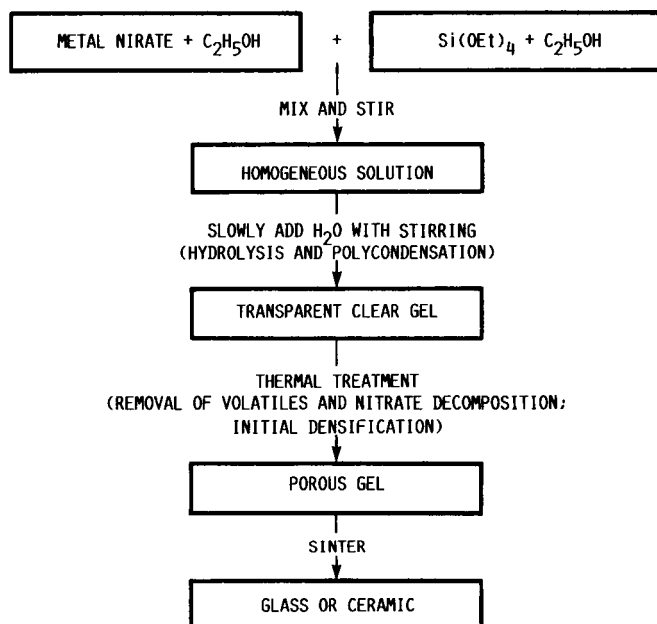 METAL NIRATE + C₂H₅OH + Si(OEt)₄ + C₂H₅OH
MIX AND STIR
HOMOGENEOUS SOLUTION
SLOWLY ADD H₂O WITH STIRRING
(HYDROLYSIS AND POLYCONDENSATION)
TRANSPARENT CLEAR GEL
THERMAL TREATMENT
(REMOVAL OF VOLATILES AND NITRATE DECOMPOSITION;
INITIAL DENSIFICATION)
POROUS GEL
SINTER
GLASS OR CERAMIC